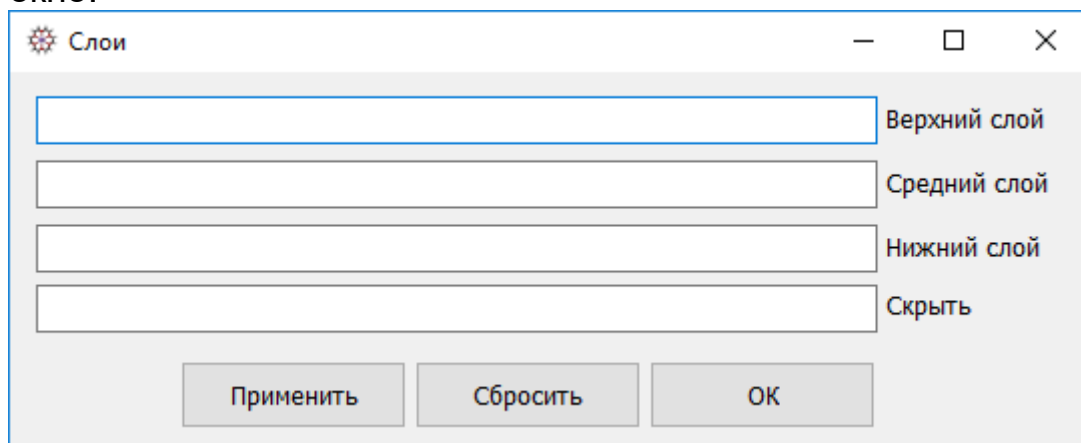 Слои
Верхний слой
Средний слой
Нижний слой
Скрыть
Применить Сбросить ОК